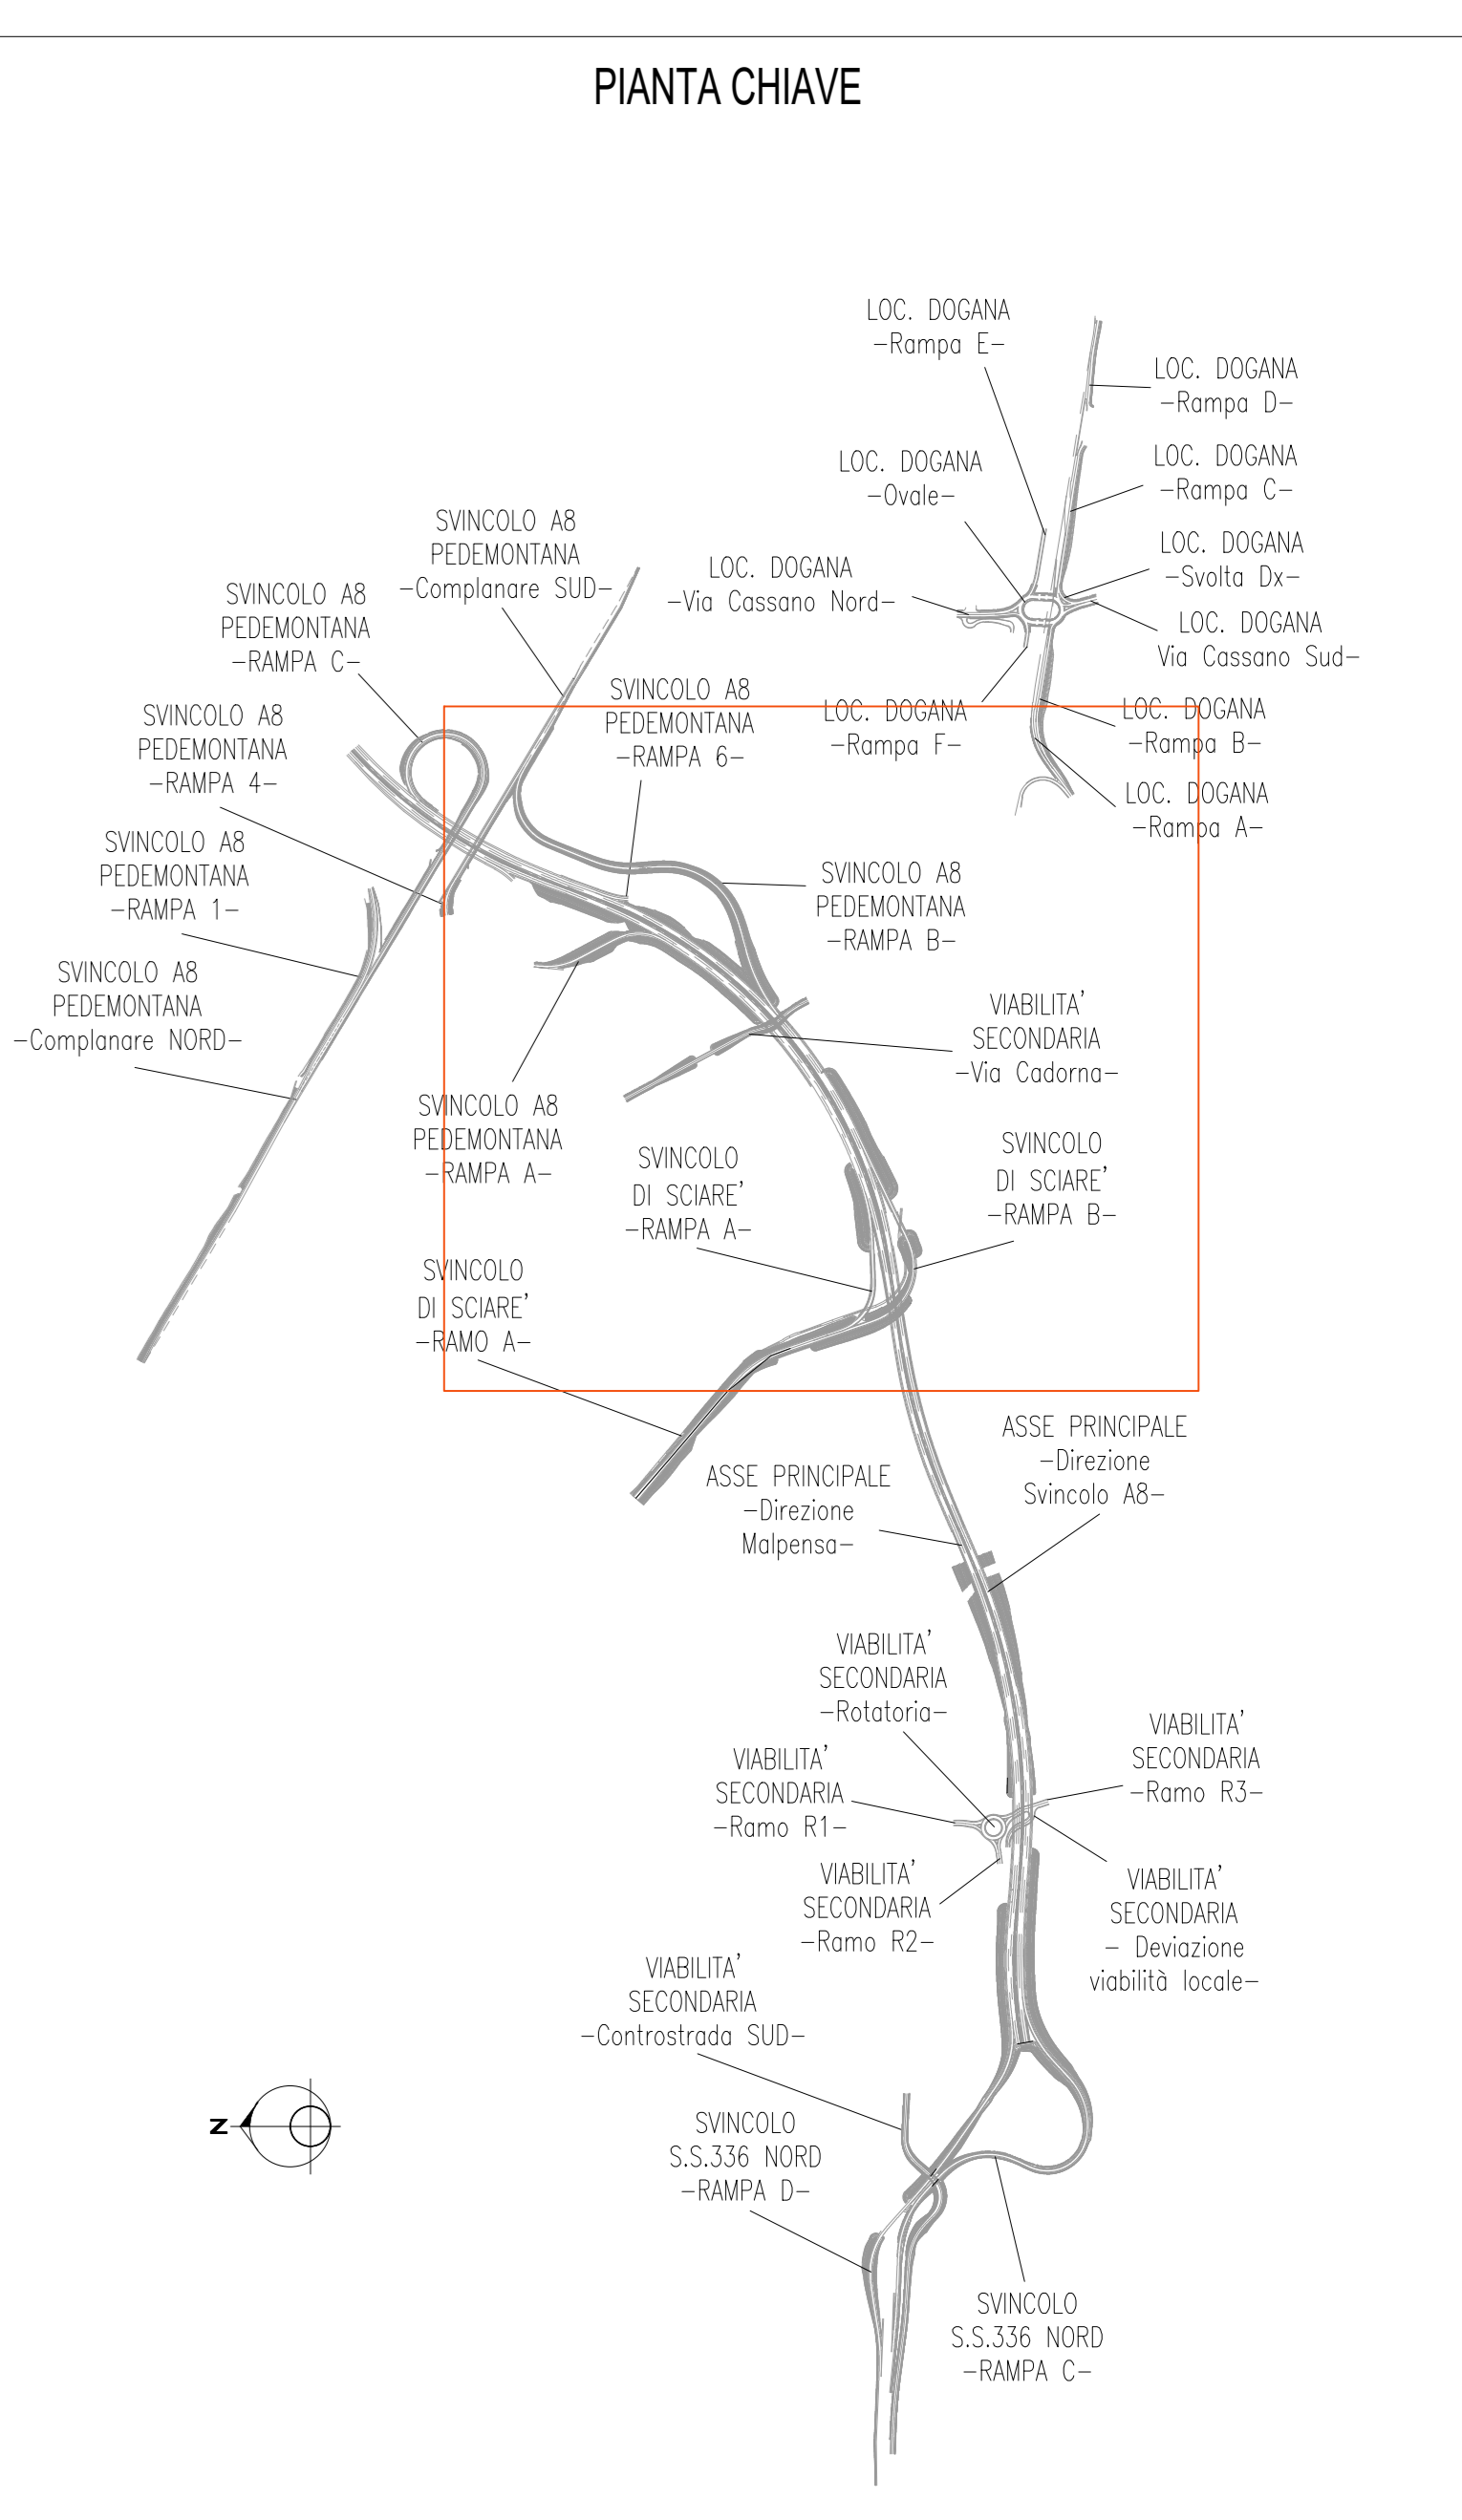 PIANTA CHIAVE
LOC. DOGANA
-Rampa E-
LOC. DOGANA
-Rampa D-
LOC. DOGANA
-Ovale-
LOC. DOGANA
-Rampa C-
SVINCOLO A8
PEDEMONTANA
-Complanare SUD-
LOC. DOGANA
-Svolta Dx-
LOC. DOGANA
-Via Cassano Nord-
SVINCOLO A8
PEDEMONTANA
-RAMPA C-
LOC. DOGANA
Via Cassano Sud-
SVINCOLO A8
PEDEMONTANA
-RAMPA 6-
LOC. DOGANA
-Rampa F-
LOC. DOGANA
-Rampa B-
SVINCOLO A8
PEDEMONTANA
-RAMPA 4-
LOC. DOGANA
-Rampa A-
SVINCOLO A8
PEDEMONTANA
-RAMPA 1-
SVINCOLO A8
PEDEMONTANA
-RAMPA B-
SVINCOLO A8
PEDEMONTANA
-Complanare NORD-
VIABILITA'
SECONDARIA
-Via Cadorna-
SVINCOLO A8
PEDEMONTANA
-RAMPA A-
SVINCOLO
DI SCIARE'
-RAMPA A-
SVINCOLO
DI SCIARE'
-RAMPA B-
SVINCOLO
DI SCIARE'
-RAMO A-
ASSE PRINCIPALE
-Direzione
Svincolo A8-
ASSE PRINCIPALE
-Direzione
Malpensa-
VIABILITA'
SECONDARIA
-Rotatoria-
VIABILITA'
SECONDARIA
-Ramo R3-
VIABILITA'
SECONDARIA
-Ramo R1-
VIABILITA'
SECONDARIA
-Ramo R2-
VIABILITA'
SECONDARIA
- Deviazione
viabilità locale-
VIABILITA'
SECONDARIA
-Controstrada SUD-
Z
SVINCOLO
S.S.336 NORD
-RAMPA D-
SVINCOLO
S.S.336 NORD
-RAMPA C-